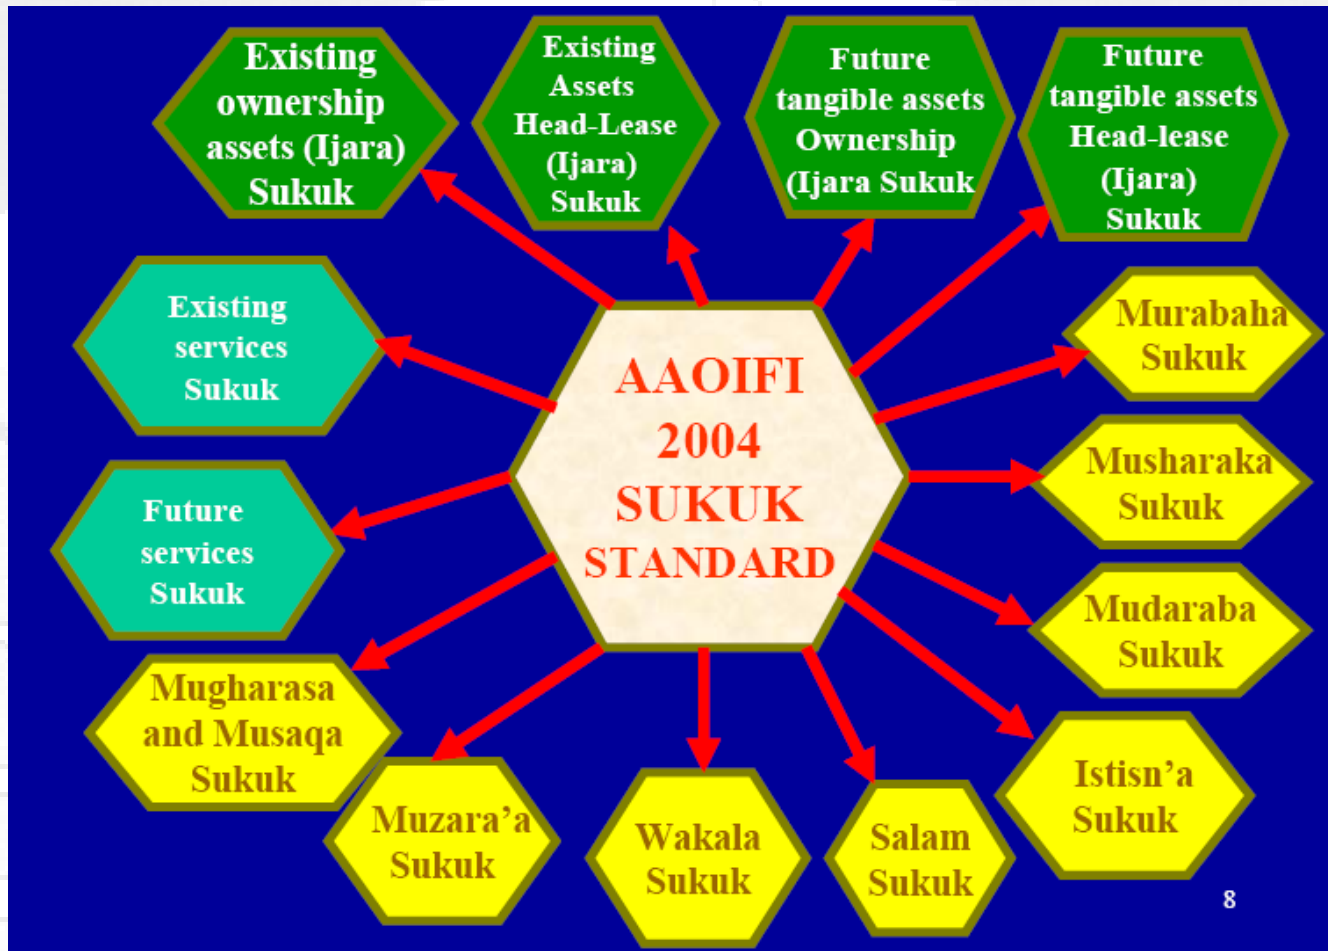 Existing
ownership
assets (Ijara)
Sukuk
Existing
Assets
Head-Lease
(Ijara)
Sukuk
Future
tangible assets
Ownership
(Ijara Sukuk
Future
tangible assets
Head-lease
(Ijara)
Sukuk
Existing
services
Sukuk
AAOIFI
2004
SUKUK
STANDARD
Murabaha
Sukuk
Musharaka
Sukuk
Future
services
Sukuk
Mudaraba
Sukuk
Mugharasa
and Musaqa
Sukuk
Muzara’a
Sukuk
Wakala
Sukuk
Salam
Sukuk
Istisn’a
Sukuk
8